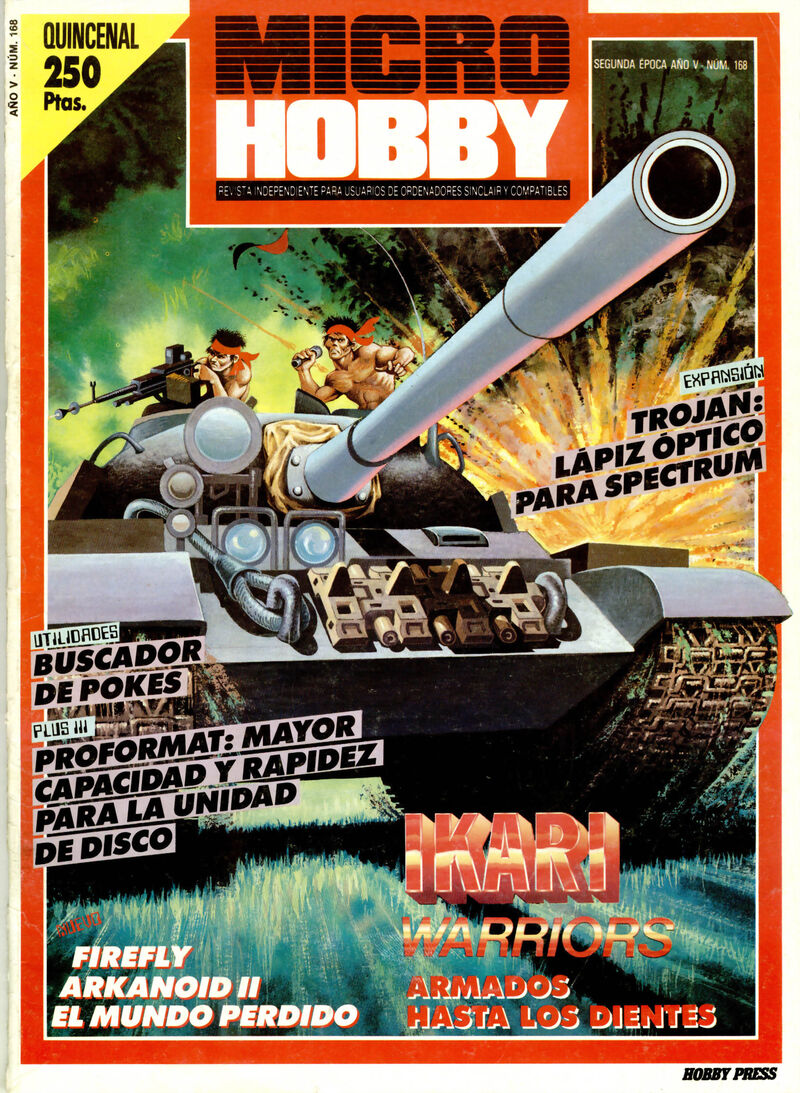 AÑO V - NÚM. 168
QUINCENAL
250
Ptas.
MICRO
HOBBY
REVISTA INDEPENDIENTE PARA USUARIOS DE ORDENADORES SINCLAIR Y COMPATIBLES
SEGUNDA ÉPOCA AÑO V - NÚM. 168
EXPANSIÓN
TROJAN:
LÁPIZ ÓPTICO
PARA SPECTRUM
UTILIDADES
BUSCADOR
DE POKES
PLUS III
PROFORMAT: MAYOR
CAPACIDAD Y RAPIDEZ
PARA LA UNIDAD
DE DISCO
IKARI
WARRIORS
ARMADOS
HASTA LOS DIENTES
FIREFLY
ARKANOID II
EL MUNDO PERDIDO
HOBBY PRESS